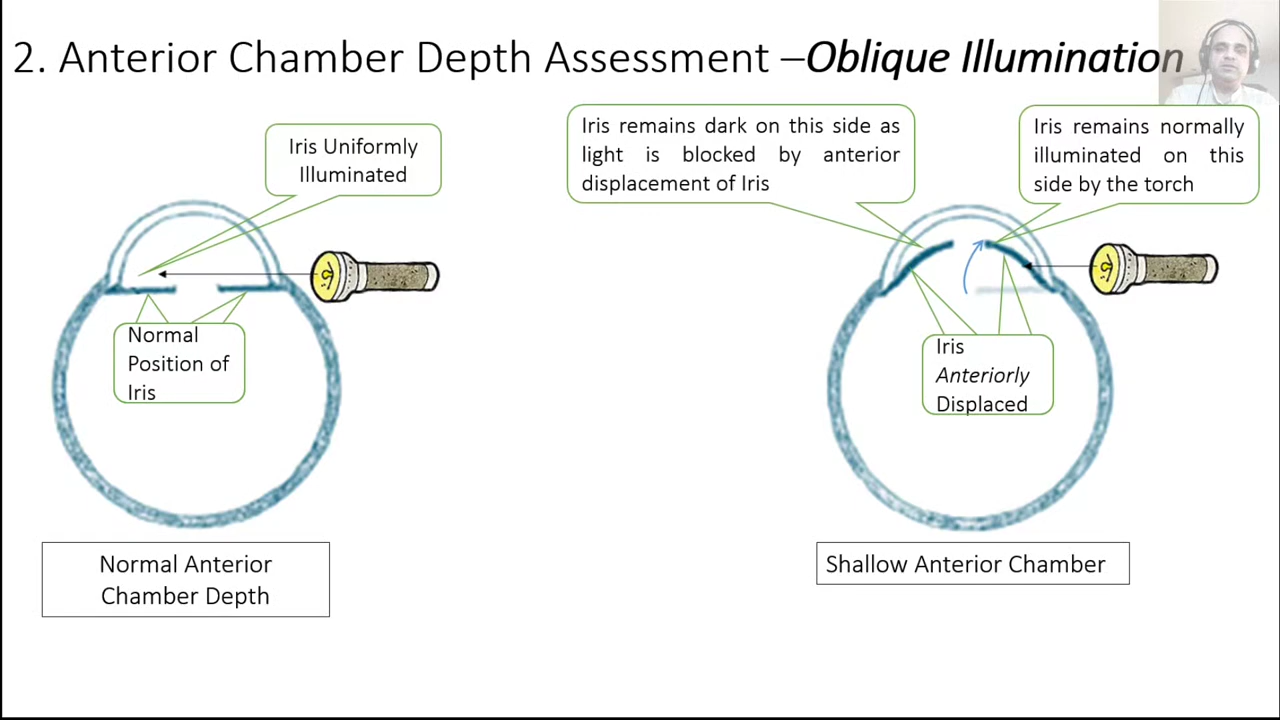 2. Anterior Chamber Depth Assessment –Oblique Illumination
Iris Uniformly
Illuminated
Iris remains dark on this side as
light is blocked by anterior
displacement of Iris
Iris remains normally
illuminated on this
side by the torch
Normal
Position of
Iris
Iris
Anteriorly
Displaced
Normal Anterior
Chamber Depth
Shallow Anterior Chamber